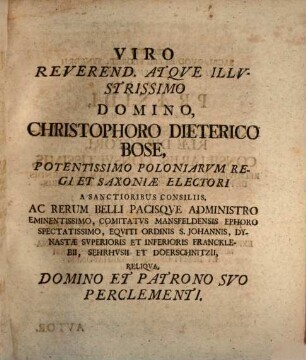 VIRO
REVEREND. ATQVE ILLV-
STRISSIMO
DOMINO,
CHRISTOPHORO DIETERICO
BOSE,
POTENTISSIMO POLONIARVM RE-
GI ET SAXONIÆ ELECTORI
A SANCTIORIBUS CONSILIIS,
AC RERUM BELLI PACISQVE ADMINISTRO
EMINENTISSIMO, COMITATVS MANSFELDENSIS EPHORO
SPECTATISSIMO, EQVITI ORDINIS S. JOHANNIS, DY-
NASTÆ SVPERIORIS ET INFERIORIS FRANCKLE-
BII, SEHRHVSII ET DOERSCHNITZII,
RELIQVA,
DOMINO ET PATRONO SVO
PERCLEMENTI.